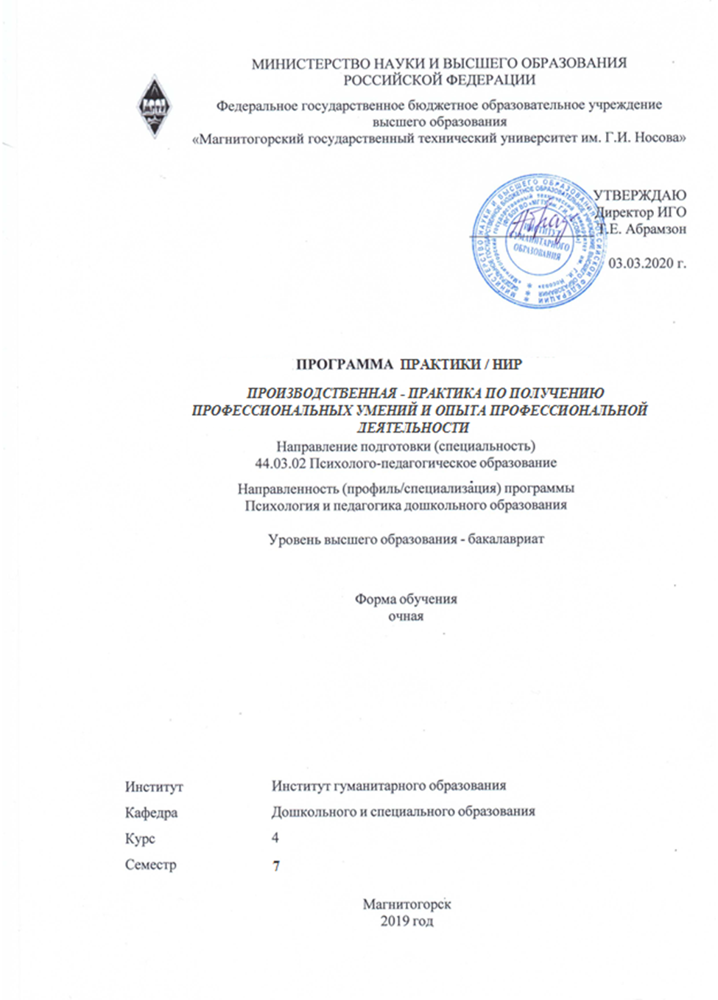 МИНИСТЕРСТВО НАУКИ И ВЫСШЕГО ОБРАЗОВАНИЯ
РОССИЙСКОЙ ФЕДЕРАЦИИ
Федеральное государственное бюджетное образовательное учреждение
высшего образования
«Магнитогорский государственный технический университет им. Г.И. Носова»
УТВЕРЖДАЮ
Директор ИГО
Т.Е. Абрамзон
03.03.2020 г.
ИНСТИТУТ
ГУМАНИТАРНОГО
ОБРАЗОВАНИЯ
ПРОГРАММА ПРАКТИКИ / НИР
ПРОИЗВОДСТВЕННАЯ - ПРАКТИКА ПО ПОЛУЧЕНИЮ
ПРОФЕССИОНАЛЬНЫХ УМЕНИЙ И ОПЫТА ПРОФЕССИОНАЛЬНОЙ
ДЕЯТЕЛЬНОСТИ
Направление подготовки (специальность)
44.03.02 Психолого-педагогическое образование
Направленность (профиль/специализация) программы
Психология и педагогика дошкольного образования
Уровень высшего образования - бакалавриат
Форма обучения
очная
Институт Институт гуманитарного образования
Кафедра Дошкольного и специального образования
Курс 4
Семестр 7
Магнитогорск
2019 год